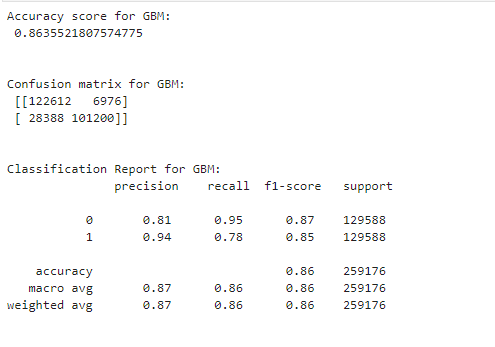 Accuracy score for GBM:
0.8635521807574775
Confusion matrix for GBM:
[[122612 6976]
[ 28388 101200]]
Classification Report for GBM:
precision recall f1-score support
0 0.81 0.95 0.87 129588
1 0.94 0.78 0.85 129588
accuracy 0.86 259176
macro avg 0.87 0.86 0.86 259176
weighted avg 0.87 0.86 0.86 259176